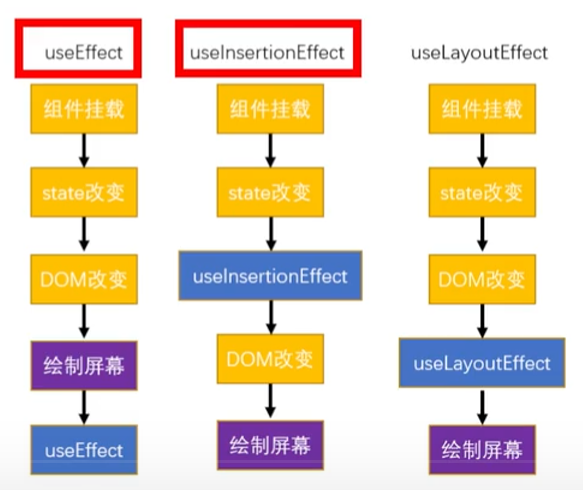 useEffect
组件挂载
state改变
DOM改变
绘制屏幕
useEffect
useInsertionEffect
组件挂载
state改变
useInsertionEffect
DOM改变
绘制屏幕
useLayoutEffect
组件挂载
state改变
DOM改变
useLayoutEffect
绘制屏幕